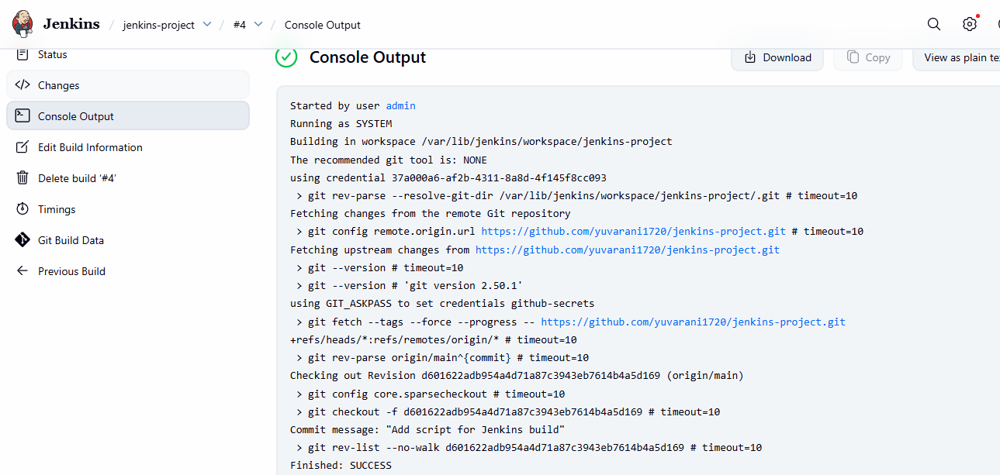 Jenkins / jenkins-project / #4 / Console Output
Status
Changes
Console Output
Edit Build Information
Delete build ‘#4’
Timings
Git Build Data
Previous Build
Console Output
Download
Copy
View as plain te
Started by user admin
Running as SYSTEM
Building in workspace /var/lib/jenkins/workspace/jenkins-project
The recommended git tool is: NONE
using credential 37a000a6-af2b-4311-8a8d-4f145f8cc093
> git rev-parse --resolve-git-dir /var/lib/jenkins/workspace/jenkins-project/.git # timeout=10
Fetching changes from the remote Git repository
> git config remote.origin.url https://github.com/yuvarani1720/jenkins-project.git # timeout=10
Fetching upstream changes from https://github.com/yuvarani1720/jenkins-project.git
> git --version # timeout=10
> git --version # 'git version 2.50.1'
using GIT_ASKPASS to set credentials github-secrets
> git fetch --tags --force --progress -- https://github.com/yuvarani1720/jenkins-project.git
+refs/heads/*:refs/remotes/origin/* # timeout=10
> git rev-parse origin/main^{commit} # timeout=10
Checking out Revision d601622adb954a4d71a87c3943eb7614b4a5d169 (origin/main)
> git config core.sparsecheckout # timeout=10
> git checkout -f d601622adb954a4d71a87c3943eb7614b4a5d169 # timeout=10
Commit message: "Add script for Jenkins build"
> git rev-list --no-walk d601622adb954a4d71a87c3943eb7614b4a5d169 # timeout=10
Finished: SUCCESS